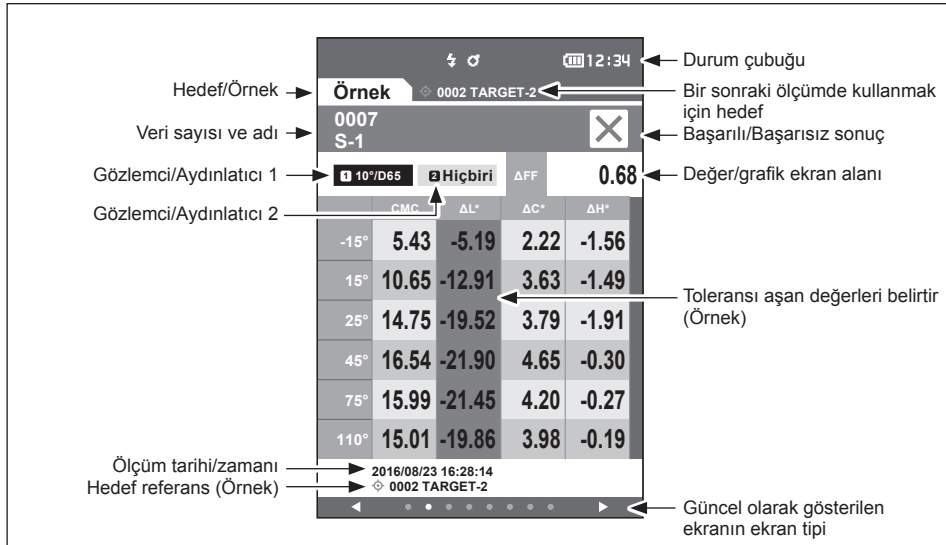 12:34
Durum çubuğu
Hedef/Örnek
Örnek
0002 TARGET-2
Bir sonraki ölçümde kullanmak
için hedef
Veri sayısı ve adı
0007
S-1
Başarılı/Başarısız sonuç
Gözlemci/Aydınlatıcı 1
1 10°/D65
2 Hiçbiri
ΔFF
0.68
Değer/grafik ekran alanı
Gözlemci/Aydınlatıcı 2
CMC ΔL* ΔC* ΔH*
-15° 5.43 -5.19 2.22 -1.56
15° 10.65 -12.91 3.63 -1.49
25° 14.75 -19.52 3.79 -1.91
45° 16.54 -21.90 4.65 -0.30
75° 15.99 -21.45 4.20 -0.27
110° 15.01 -19.86 3.98 -0.19
Toleransı aşan değerleri belirtir
(Örnek)
Ölçüm tarihi/zamanı
2016/08/23 16:28:14
Hedef referans (Örnek)
0002 TARGET-2
Güncel olarak gösterilen
ekranın ekran tipi